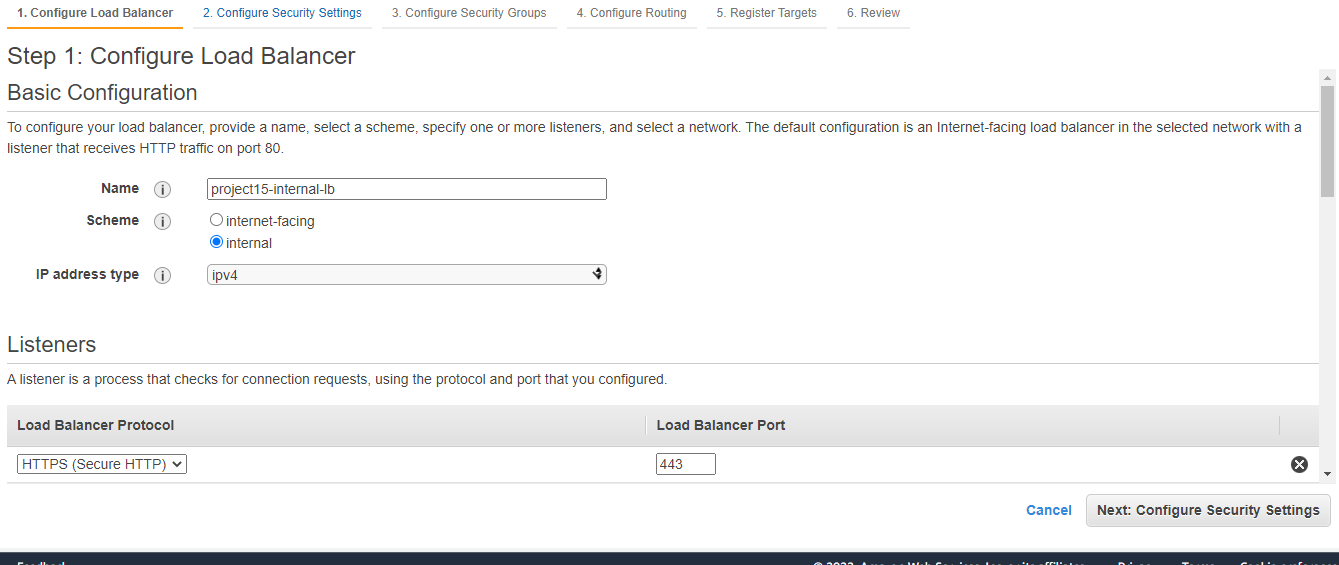 1. Configure Load Balancer 2. Configure Security Settings 3. Configure Security Groups 4. Configure Routing 5. Register Targets 6. Review
Step 1: Configure Load Balancer
Basic Configuration
To configure your load balancer, provide a name, select a scheme, specify one or more listeners, and select a network. The default configuration is an Internet-facing load balancer in the selected network with a
listener that receives HTTP traffic on port 80.
Name i project15-internal-lb
Scheme i internet-facing
internal
IP address type i ipv4
Listeners
A listener is a process that checks for connection requests, using the protocol and port that you configured.
Load Balancer Protocol Load Balancer Port
HTTPS (Secure HTTP) 443
Cancel Next: Configure Security Settings